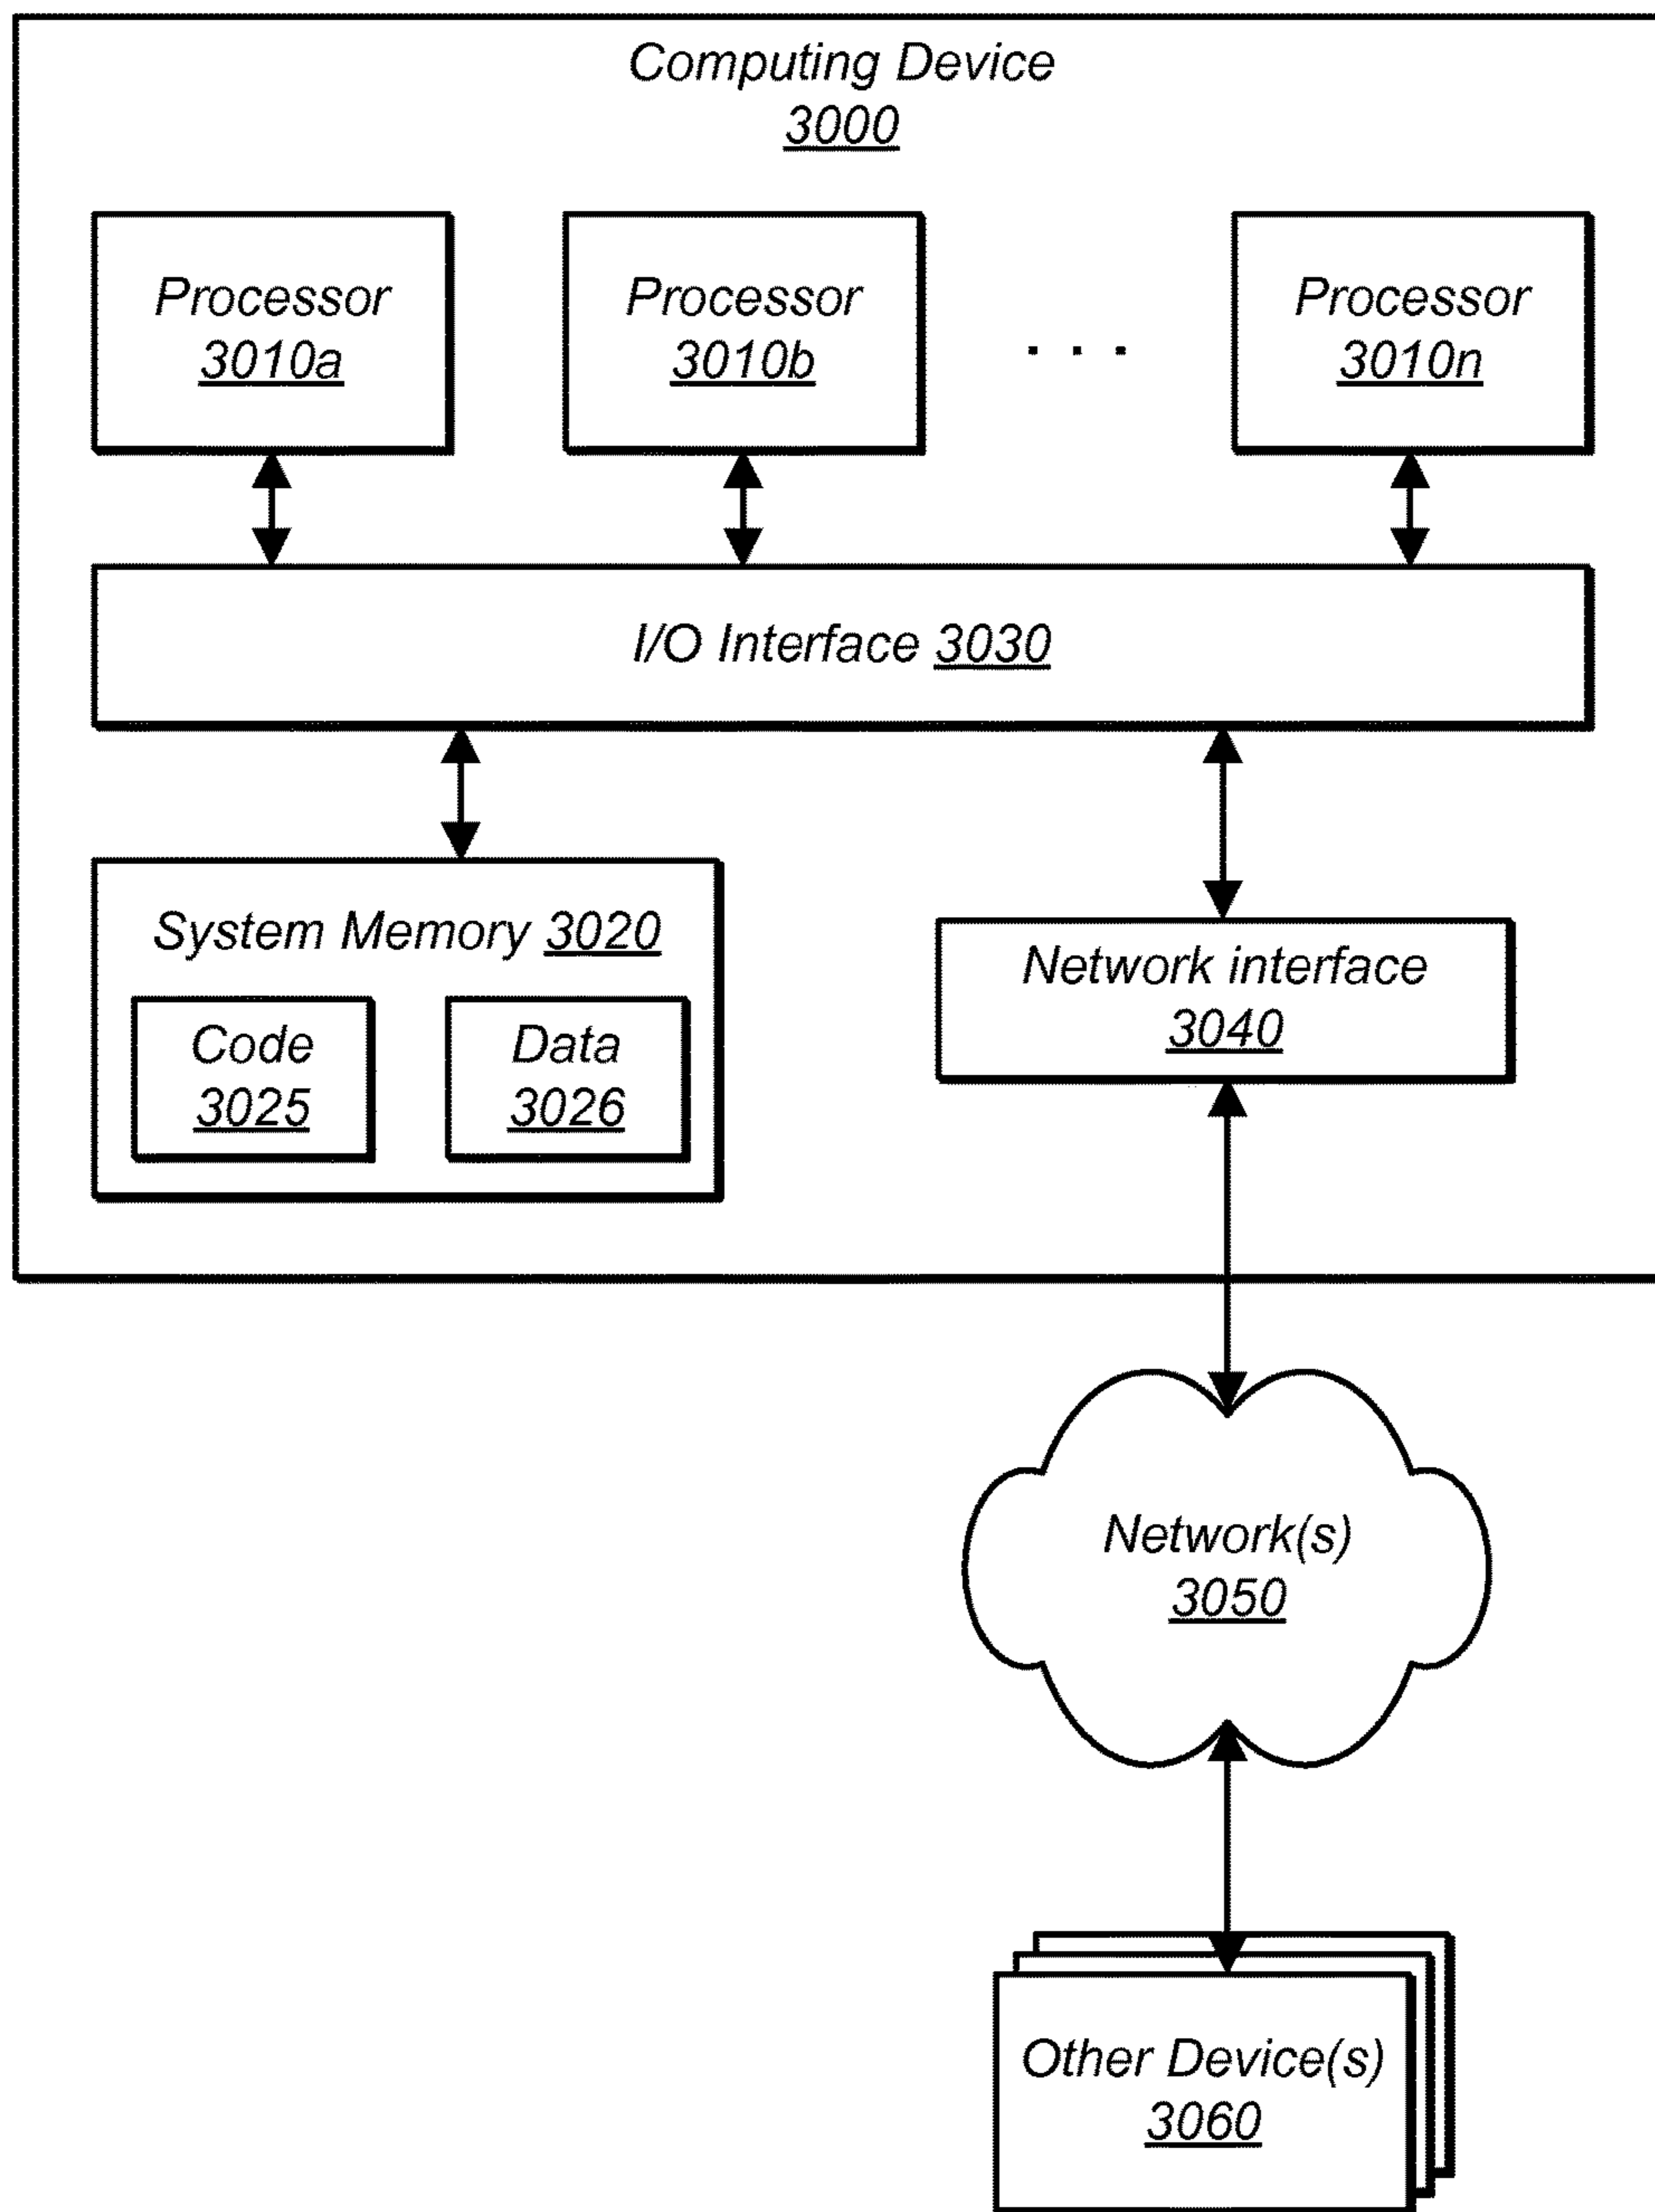 Computing Device
3000
Processor
3010a
Processor
3010b
. . .
Processor
3010n
I/O Interface 3030
System Memory 3020
Code
3025
Data
3026
Network interface
3040
Network(s)
3050
Other Device(s)
3060